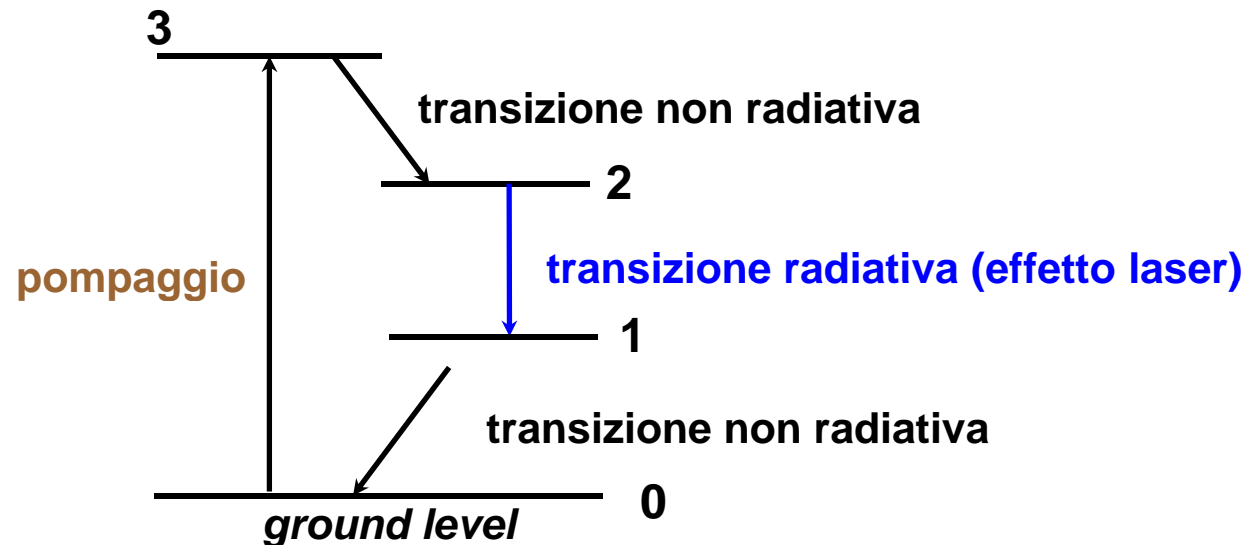 3
transizione non radiativa
2
pompaggio
transizione radiativa (effetto laser)
1
transizione non radiativa
0
ground level